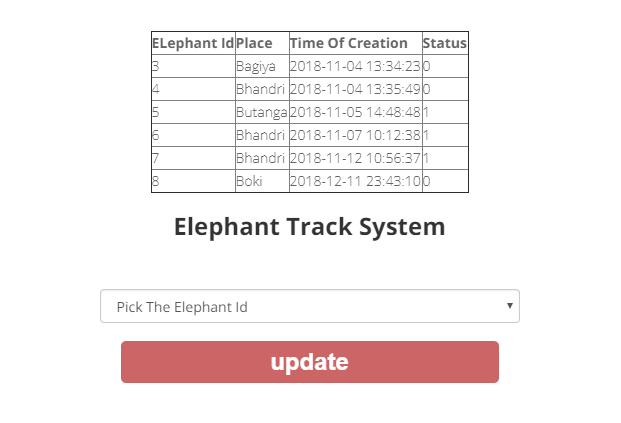 ELephant Id Place Time Of Creation Status
3 Bagiya 2018-11-04 13:34:23 0
4 Bhandri 2018-11-04 13:35:49 0
5 Butanga 2018-11-05 14:48:48 1
6 Bhandri 2018-11-07 10:12:38 1
7 Bhandri 2018-11-12 10:56:37 1
8 Boki 2018-12-11 23:43:10 0
Elephant Track System
Pick The Elephant Id
update